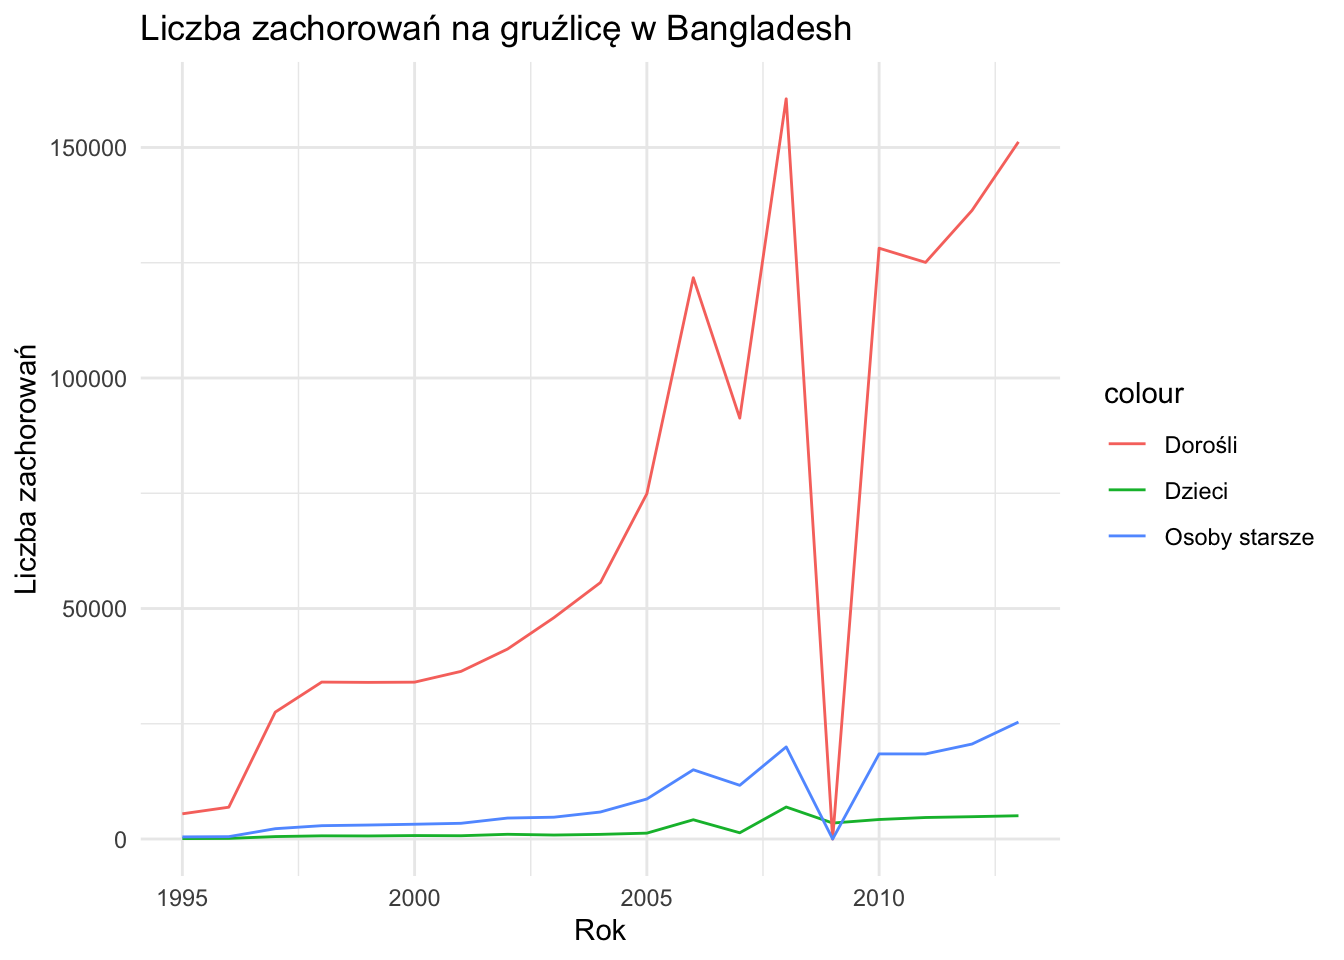 Liczba zachorowań na gruźlicę w Bangladesh
Liczba zachorowań
150000
100000
50000
0
1995
2000
2005
2010
Rok
colour
Dorośli
Dzieci
Osoby starsze